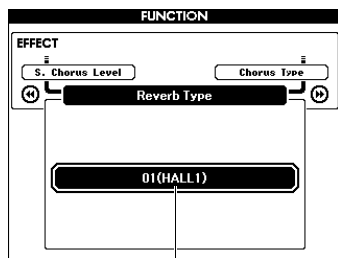 FUNCTION
EFFECT
S. Chorus Level
Chorus Type
Reverb Type
01(HALL1)